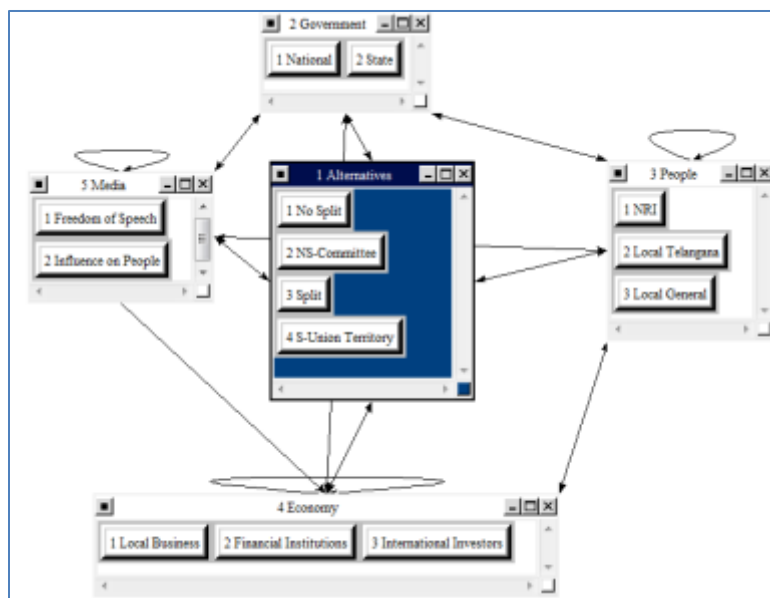 2 Government
1 National
2 State
5 Media
1 Freedom of Speech
2 Influence on People
1 Alternatives
1 No Split
2 NS-Committee
3 Split
4 S-Union Territory
3 People
1 NRI
2 Local Telangana
3 Local General
4 Economy
1 Local Business
2 Financial Institutions
3 International Investors